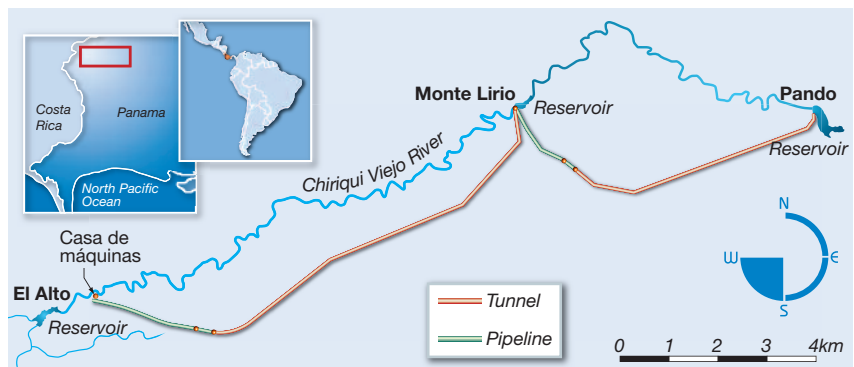 Costa
Rica
Panama
North Pacific
Ocean
Monte Lirio
Reservoir
Pando
Reservoir
Chiriqui Viejo River
Casa de
máquinas
El Alto
Reservoir
Tunnel
Pipeline
N
W
E
S
0 1 2 3 4km